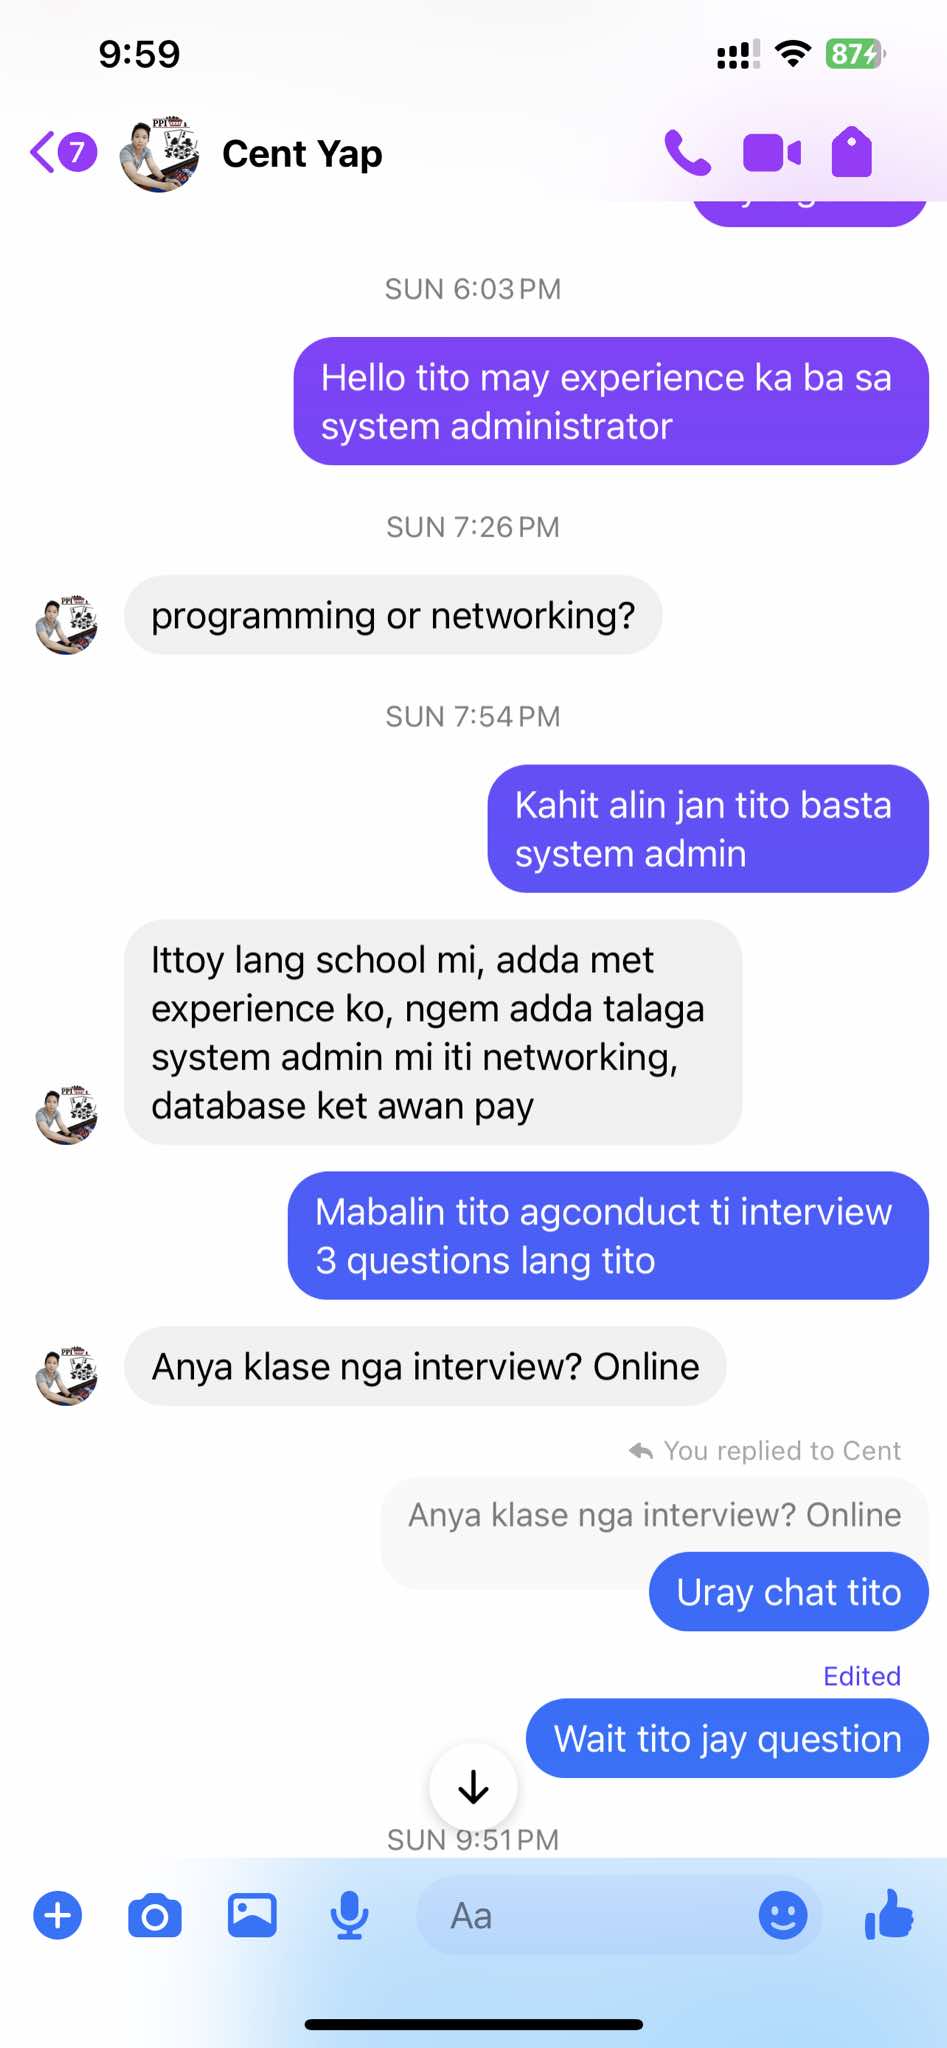 9:59
87
7
PPI
Cent Yap
SUN 6:03 PM
Hello tito may experience ka ba sa
system administrator
SUN 7:26 PM
programming or networking?
SUN 7:54 PM
Kahit alin jan tito basta
system admin
Ittoy lang school mi, adda met
experience ko, ngem adda talaga
system admin mi iti networking,
database ket awan pay
Mabalin tito agconduct ti interview
3 questions lang tito
Anya klase nga interview? Online
You replied to Cent
Anya klase nga interview? Online
Uray chat tito
Edited
Wait tito jay question
SUN 9:51 PM
Aa